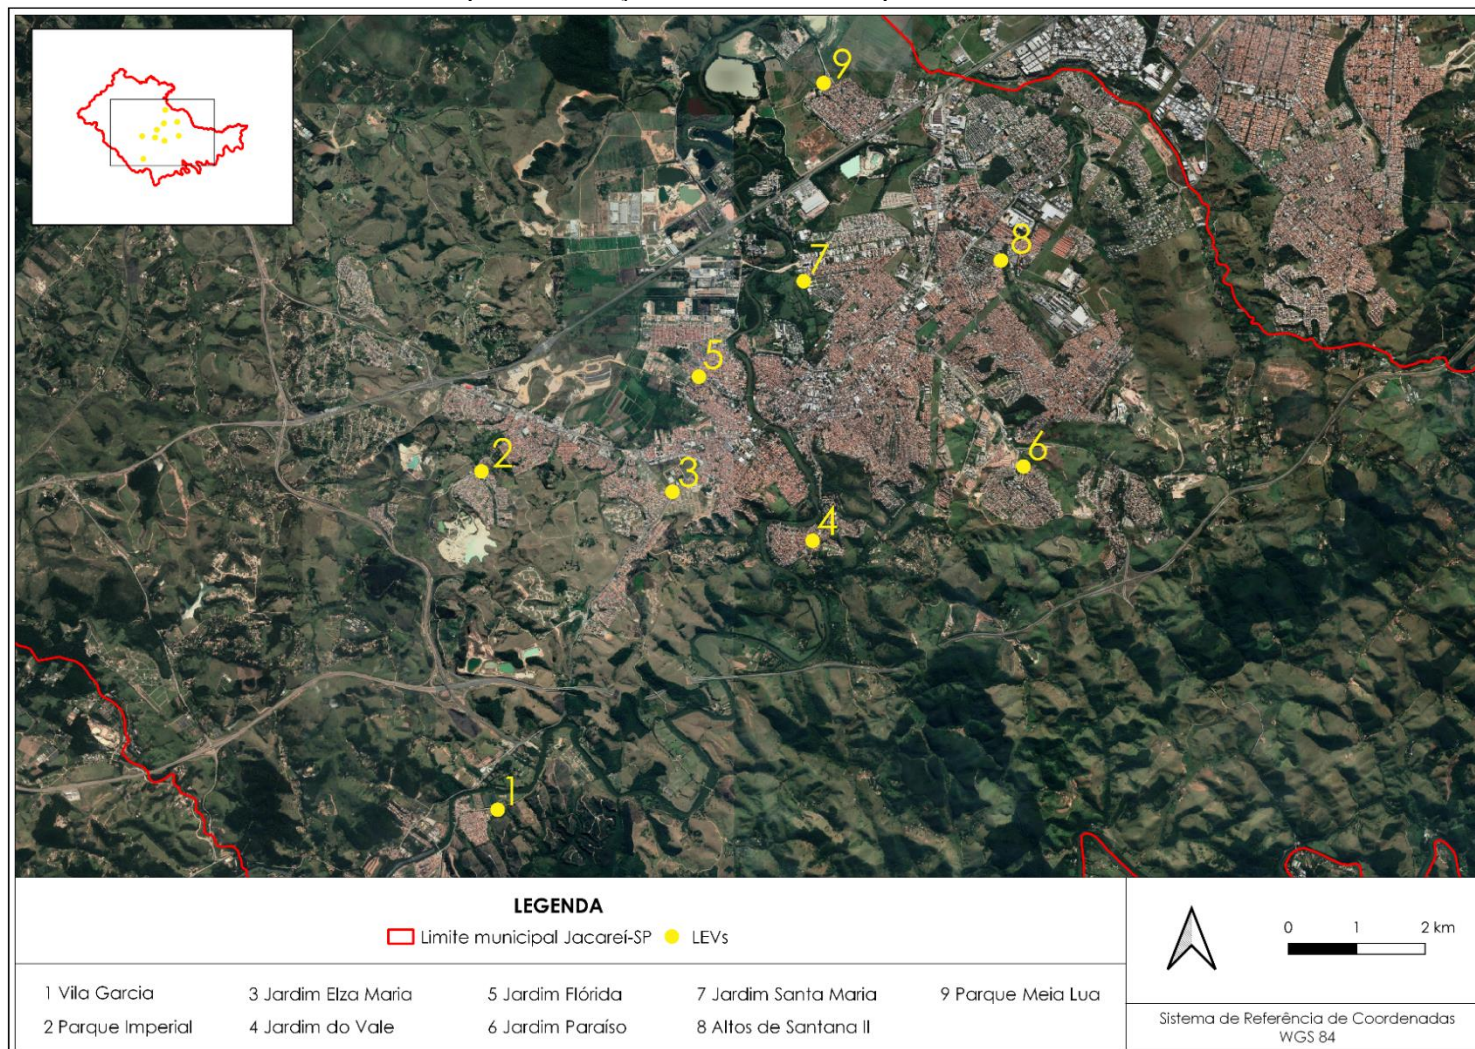 9
8
7
5
2
6
3
4
1
LEGENDA
Limite municipal Jacareí-SP LEVs
0 1 2 km
1 Vila Garcia 3 Jardim Elza Maria 5 Jardim Flórida 7 Jardim Santa Maria 9 Parque Meia Lua
2 Parque Imperial 4 Jardim do Vale 6 Jardim Paraíso 8 Altos de Santana II
Sistema de Referência de Coordenadas
WGS 84